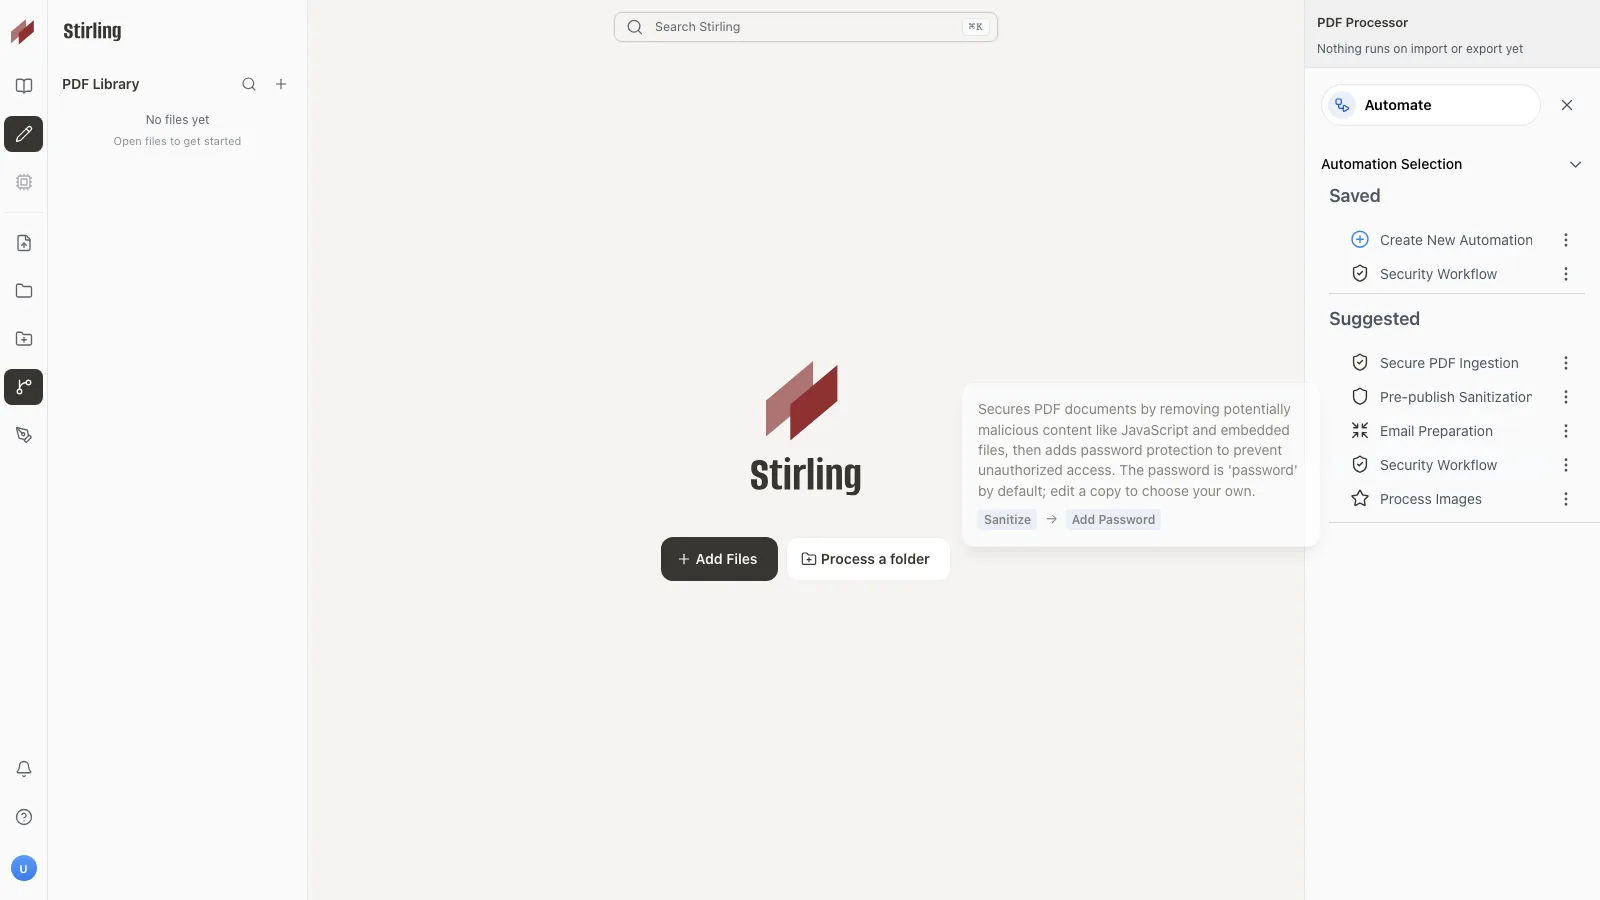 Stirling
Search Stirling
⌘K
PDF Library
No files yet
Open files to get started
U
Stirling
+ Add Files
Process a folder
Secures PDF documents by removing potentially
malicious content like JavaScript and embedded
files, then adds password protection to prevent
unauthorized access. The password is 'password'
by default; edit a copy to choose your own.
Sanitize → Add Password
PDF Processor
Nothing runs on import or export yet
Automate
Automation Selection
Saved
Create New Automation
Security Workflow
Suggested
Secure PDF Ingestion
Pre-publish Sanitization
Email Preparation
Security Workflow
Process Images